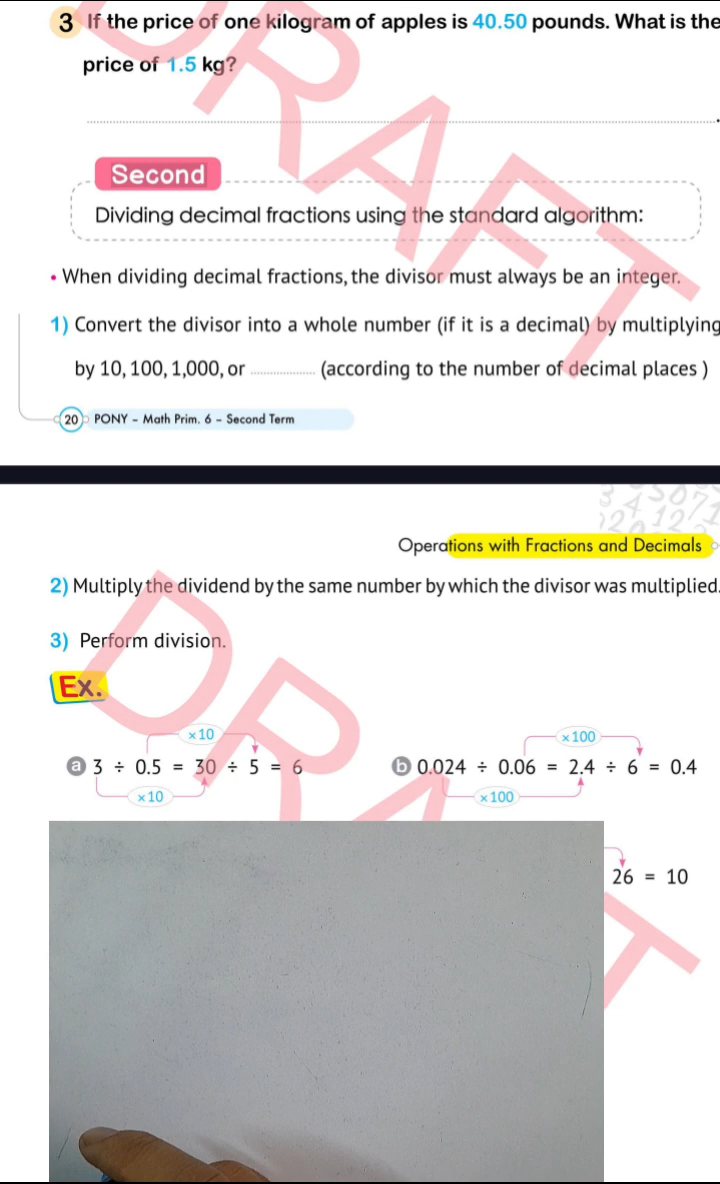 3 If the price of one kilogram of apples is 40.50 pounds. What is the
price of 1.5 kg?
.
Second
Dividing decimal fractions using the standard algorithm:
• When dividing decimal fractions, the divisor must always be an integer.
1) Convert the divisor into a whole number (if it is a decimal) by multiplying
by 10, 100, 1,000, or ............... (according to the number of decimal places )
20 PONY - Math Prim. 6 - Second Term
Operations with Fractions and Decimals
2) Multiply the dividend by the same number by which the divisor was multiplied.
3) Perform division.
Ex.
×10
a 3 ÷ 0.5 = 30 ÷ 5 = 6
×10
×100
b 0.024 ÷ 0.06 = 2.4 ÷ 6 = 0.4
×100
26 = 10
DRAFT
DRAFT